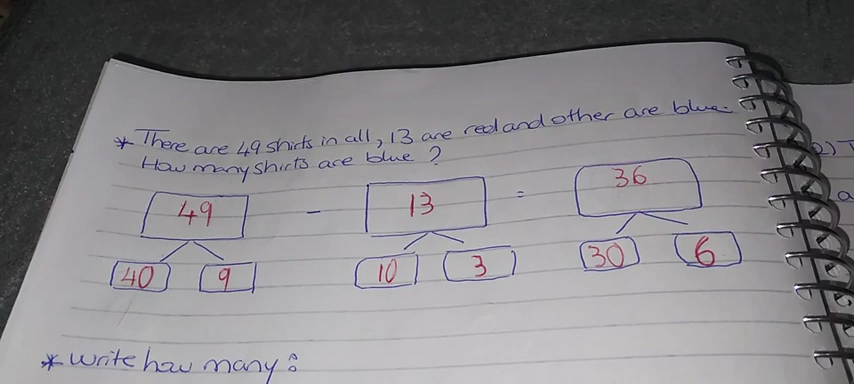 * There are 49 shirts in all, 13 are red and other are blue.
How many shirts are blue ?
49 - 13 = 36
40 9 10 3 30 6
* Write how many :
2)
a